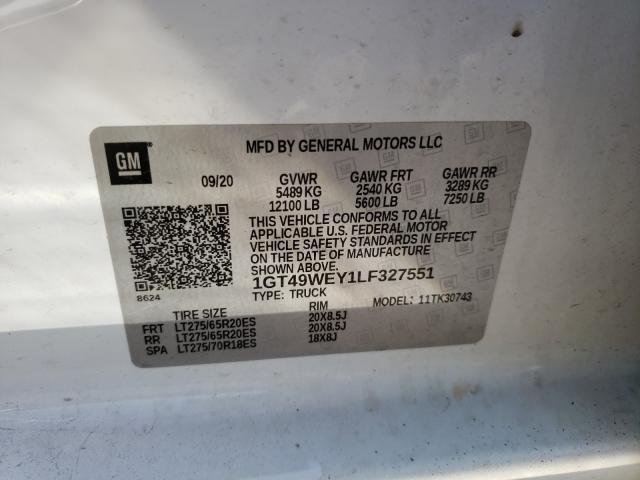 GM
MFD BY GENERAL MOTORS LLC
09/20 GVWR GAWR FRT GAWR RR
5489 KG 2540 KG 3289 KG
12100 LB 5600 LB 7250 LB
THIS VEHICLE CONFORMS TO ALL
APPLICABLE U.S. FEDERAL MOTOR
VEHICLE SAFETY STANDARDS IN EFFECT
ON THE DATE OF MANUFACTURE
SHOWN ABOVE.
1GT49WEY1LF327551
8624
TYPE: TRUCK MODEL: 11TK30743
TIRE SIZE RIM
FRT LT275/65R20ES 20X8.5J
RR LT275/65R20ES 20X8.5J
SPA LT275/70R18ES 18X8J